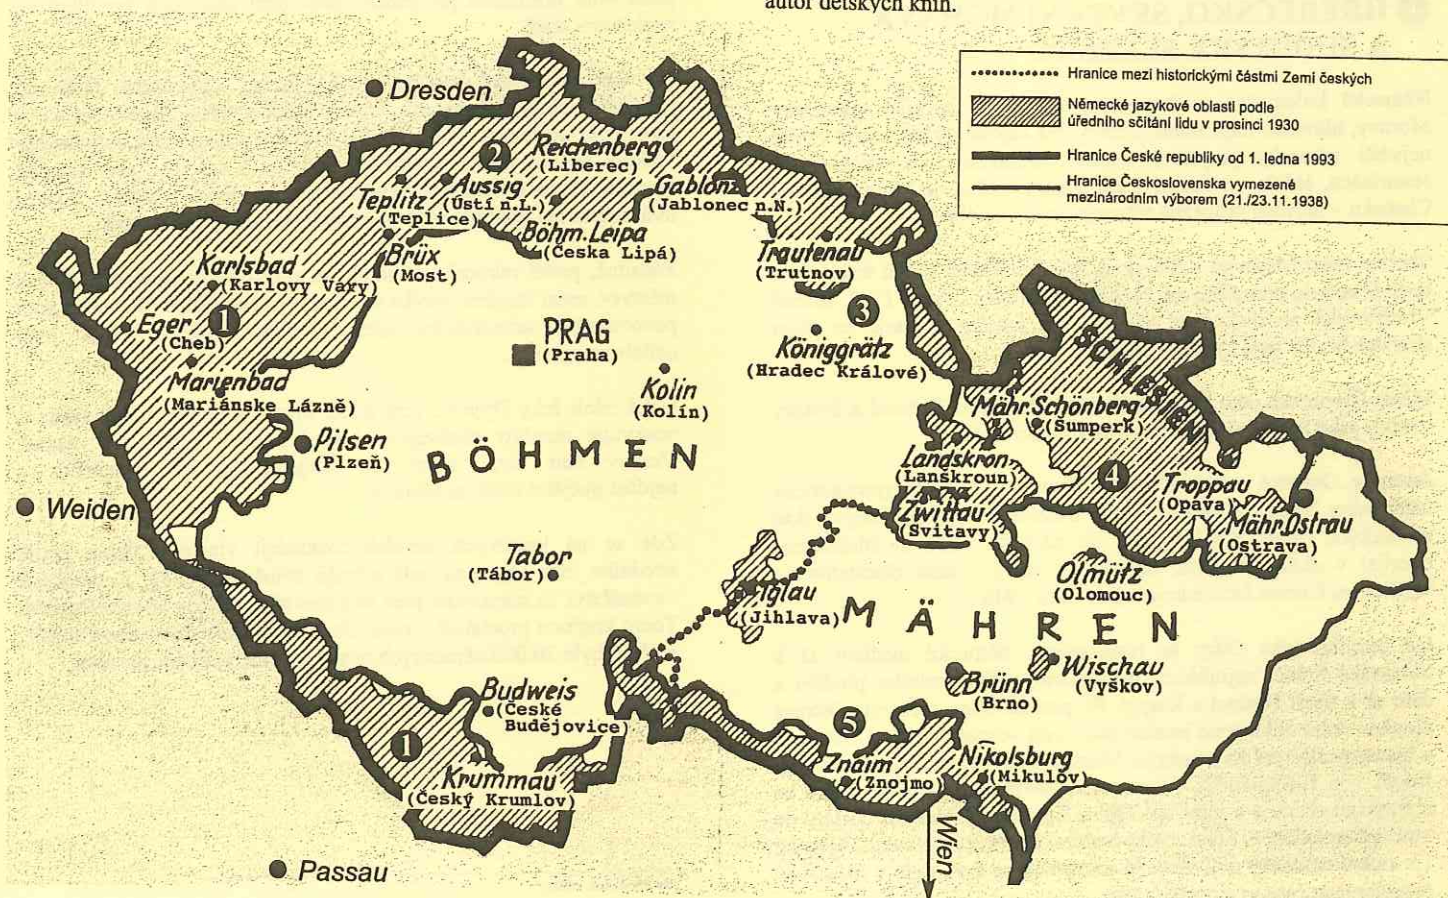 autor dětských knih.
Hranice mezi historickými částmi Zemi českých
Německé jazykové oblasti podle
úředního sčítání lidu v prosinci 1930
Hranice České republiky od 1. ledna 1993
Hranice Československa vymezené
mezinárodním výborem (21./23.11.1938)
Dresden
2
Reichenberg
(Liberec)
Teplitz
(Teplice)
Aussig
(Ústí n.L.)
Gablonz
(Jablonec n.N.)
Brüx
(Most)
Böhm.Leipa
(Česka Lipá)
Trautenau
(Trutnov)
Karlsbad
(Karlovy Váry)
Eger
(Cheb)
1
Marienbad
(Mariánske Lázně)
PRAG
(Praha)
3
Königgrätz
(Hradec Králové)
Kolin
(Kolín)
Pilsen
(Plzeň)
BÖHMEN
SCHLESIEN
Mähr.Schönberg
(Šumperk)
Landskron
(Lanškroun)
4
Troppau
(Opava)
Zwittau
(Svitavy)
Mähr.Ostrau
(Ostrava)
Weiden
Tabor
(Tábor)
Olmütz
(Olomouc)
Iglau
(Jihlava)
MÄHREN
Wischau
(Vyškov)
Brünn
(Brno)
Budweis
(České
Budějovice)
1
Krummau
(Český Krumlov)
5
Znaim
(Znojmo)
Nikolsburg
(Mikulov)
Wien
Passau